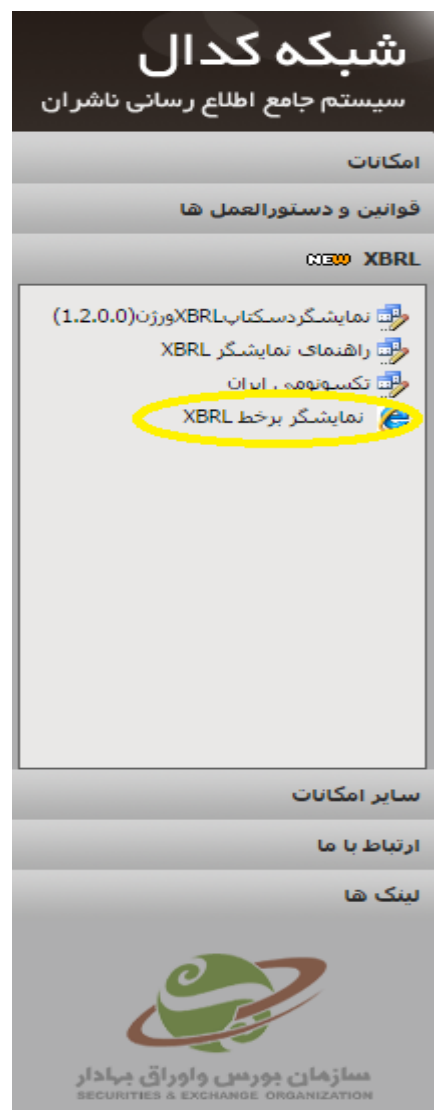 شبکه کدال
سیستم جامع اطلاع رسانی ناشران
امکانات
قوانین و دستورالعمل ها
XBRL NEW
نمایشگردسکتاپXBRLورژن(1.2.0.0)
راهنمای نمایشگر XBRL
تکسونومی ایران
نمایشگر برخط XBRL
سایر امکانات
ارتباط با ما
لینک ها
سازمان بورس واوراق بهادار
SECURITIES & EXCHANGE ORGANIZATION